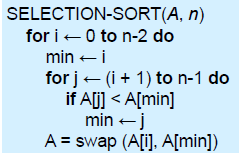 SELECTION-SORT(A, n)
for i ← 0 to n-2 do
min ← i
for j ← (i + 1) to n-1 do
if A[j] < A[min]
min ← j
A = swap (A[i], A[min])